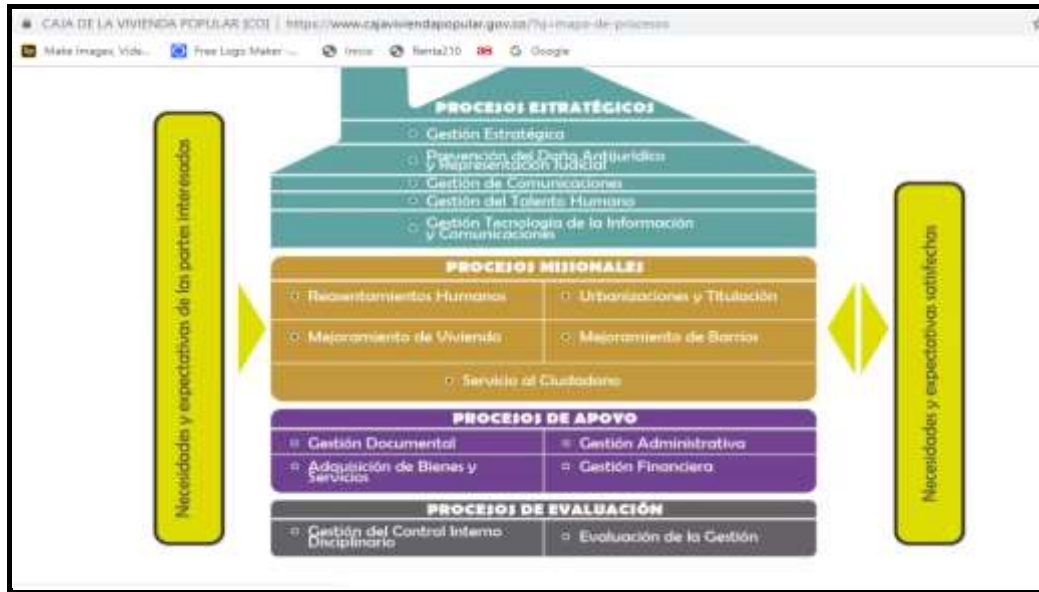 CAJA DE LA VIVIENDA POPULAR [CO] | https://www.cajaviviendapopular.gov.co/?q=mapa-de-procesos
Make Images, Vide... Free Logo Maker ... Inicio Renta210 Google
PROCESOS ESTRATÉGICOS
Gestión Estratégica
Prevención del Daño Antijurídico
y Representación Judicial
Gestión de Comunicaciones
Gestión del Talento Humano
Gestión Tecnología de la Información
y Comunicaciones
PROCESOS MISIONALES
Reasentamientos Humanos
Urbanizaciones y Titulación
Mejoramiento de Vivienda
Mejoramiento de Barrios
Servicio al Ciudadano
PROCESOS DE APOYO
Gestión Documental
Gestión Administrativa
Adquisición de Bienes y
Servicios
Gestión Financiera
PROCESOS DE EVALUACIÓN
Gestión del Control Interno
Disciplinario
Evaluación de la Gestión
Necesidades y expectativas de las partes interesadas
Necesidades y expectativas satisfechas